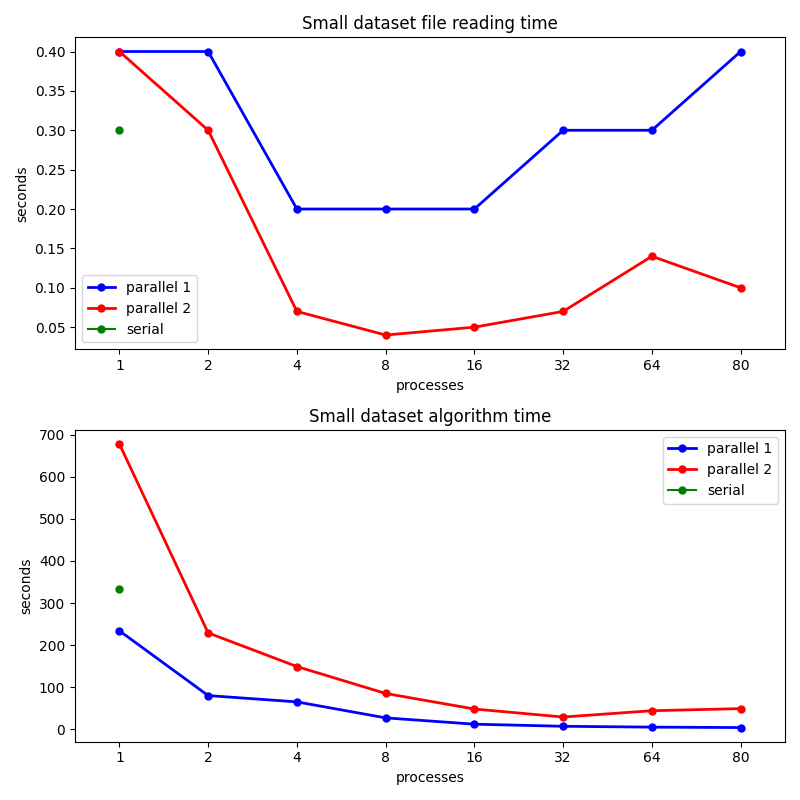 Small dataset file reading time
0.40
0.35
0.30
0.25
0.20
0.15
0.10
0.05
seconds
parallel 1
parallel 2
serial
1 2 4 8 16 32 64 80
processes
Small dataset algorithm time
700
600
500
400
300
200
100
0
seconds
parallel 1
parallel 2
serial
1 2 4 8 16 32 64 80
processes